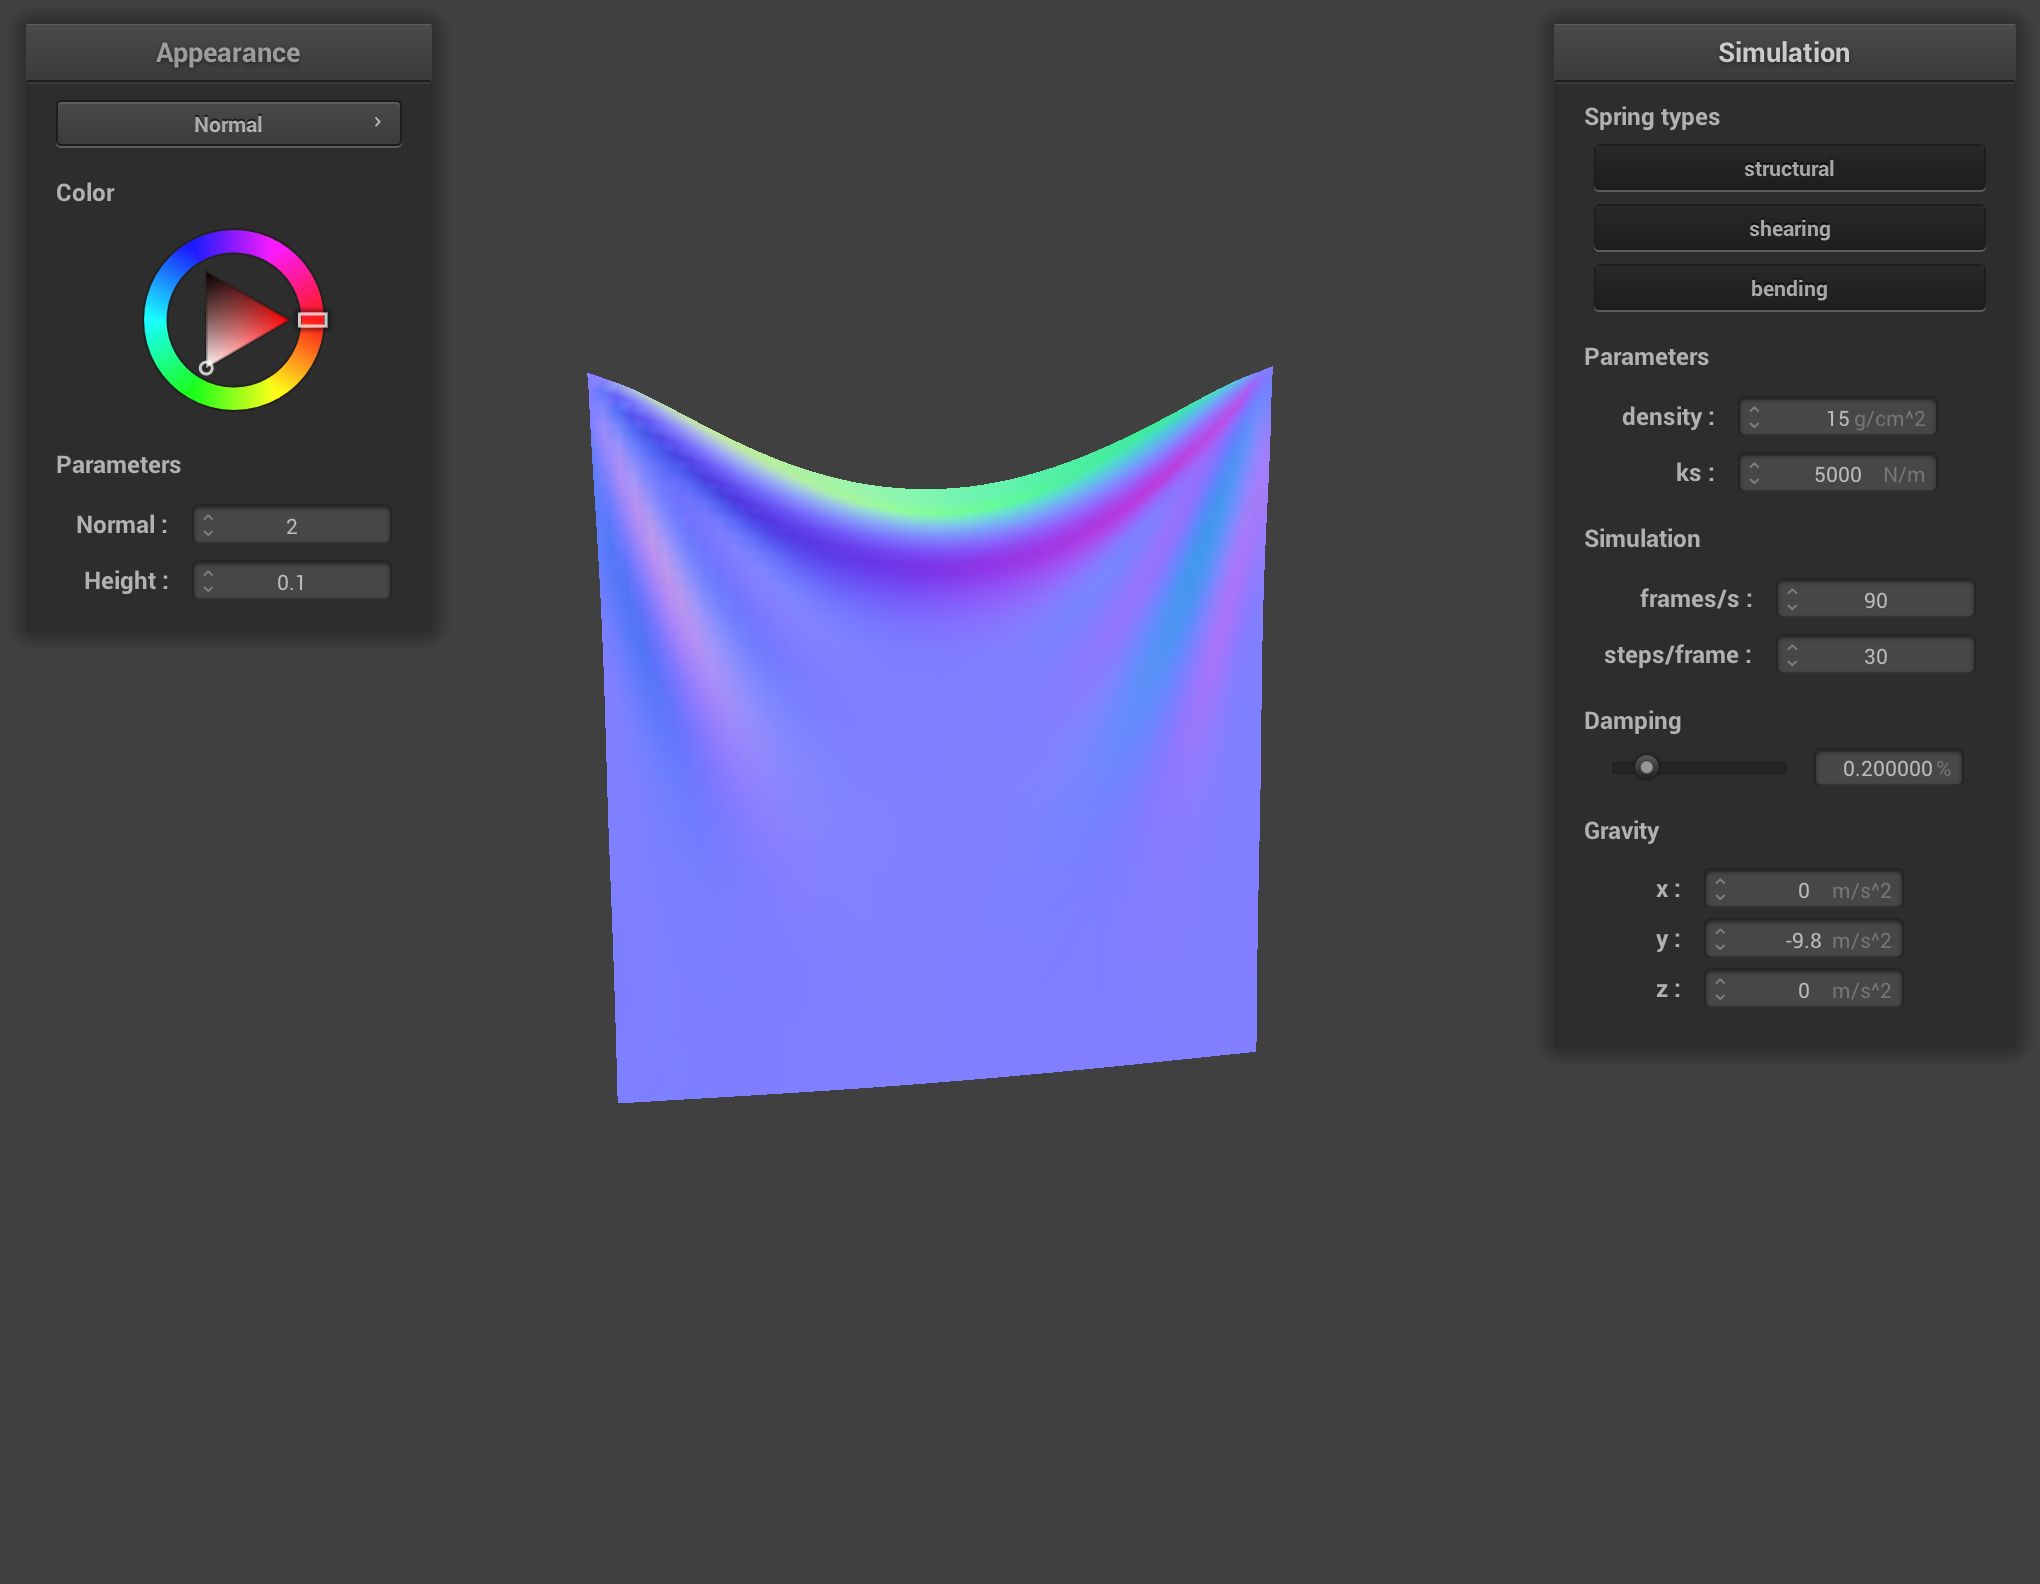 Appearance
Normal
Color
Parameters
Normal : 2
Height : 0.1
Simulation
Spring types
structural
shearing
bending
Parameters
density : 15 g/cm^2
ks : 5000 N/m
Simulation
frames/s : 90
steps/frame : 30
Damping
0.200000 %
Gravity
x : 0 m/s^2
y : -9.8 m/s^2
z : 0 m/s^2